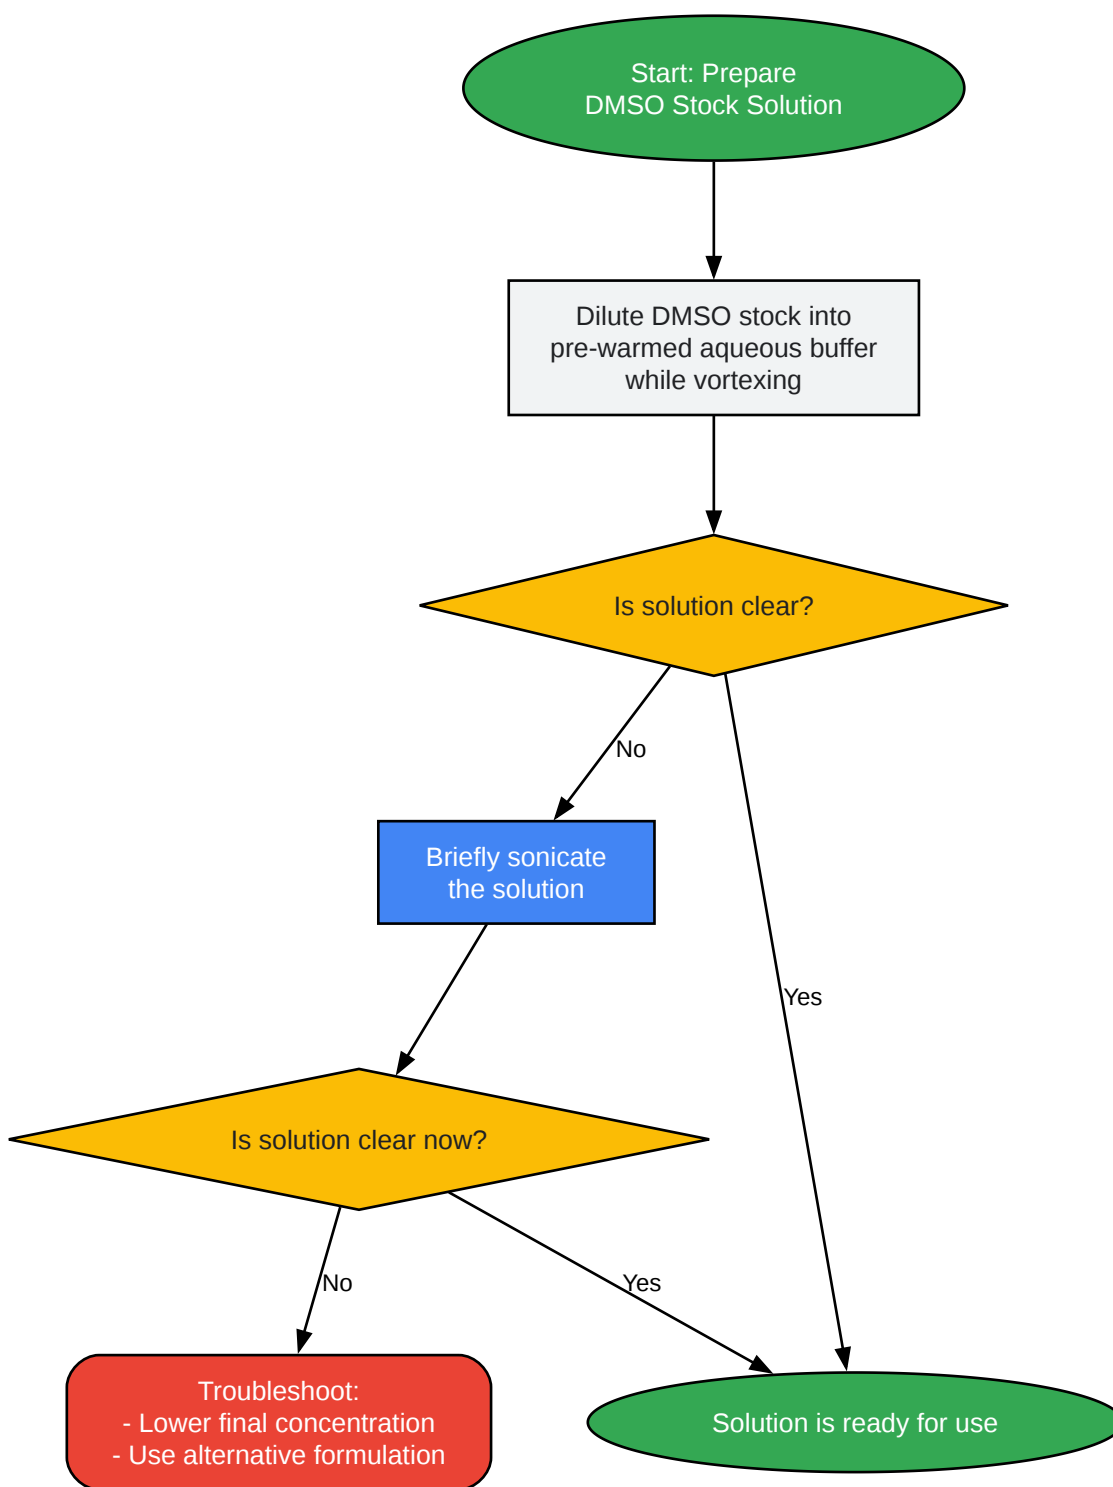 Start: Prepare
DMSO Stock Solution
Dilute DMSO stock into
pre-warmed aqueous buffer
while vortexing
Is solution clear?
No
Briefly sonicate
the solution
Yes
Is solution clear now?
No
Yes
Troubleshoot:
- Lower final concentration
- Use alternative formulation
Solution is ready for use